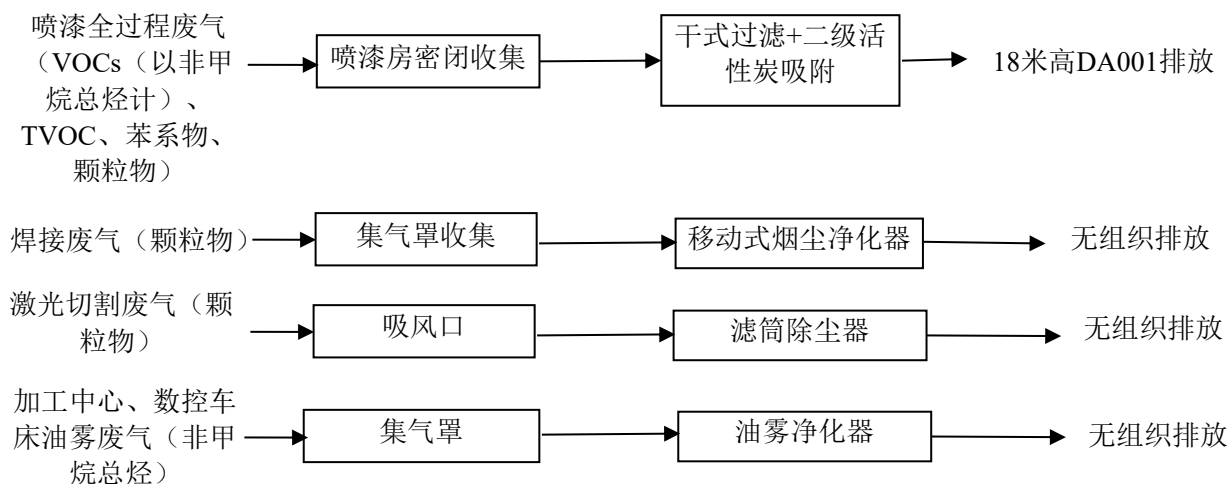 喷漆全过程废气
（VOCs（以非甲
烷总烃计）、
TVOC、苯系物、
颗粒物）
喷漆房密闭收集
干式过滤+二级活
性炭吸附
18米高DA001排放
焊接废气（颗粒物）
集气罩收集
移动式烟尘净化器
无组织排放
激光切割废气（颗
粒物）
吸风口
滤筒除尘器
无组织排放
加工中心、数控车
床油雾废气（非甲
烷总烃）
集气罩
油雾净化器
无组织排放